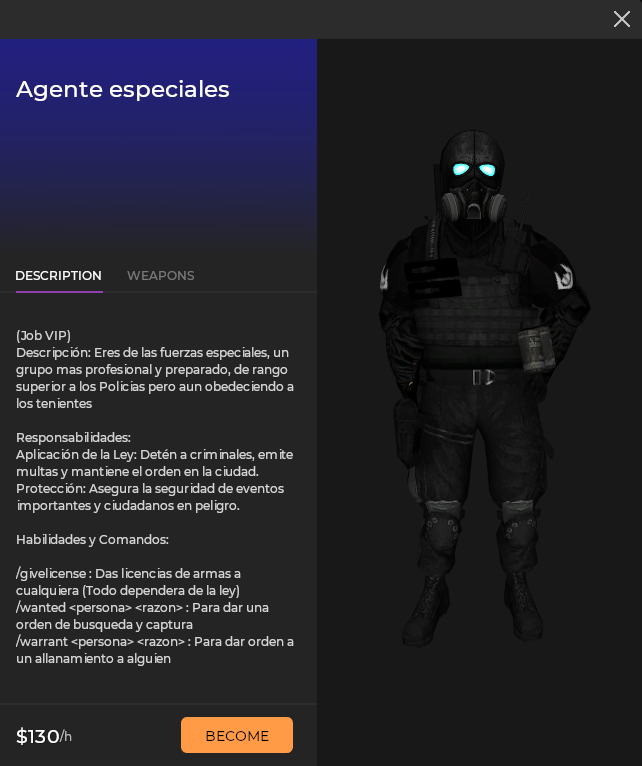 Agente especiales
DESCRIPTION WEAPONS
(Job VIP)
Descripción: Eres de las fuerzas especiales, un
grupo mas profesional y preparado, de rango
superior a los Policias pero aun obedeciendo a
los tenientes
Responsabilidades:
Aplicación de la Ley: Detén a criminales, emite
multas y mantiene el orden en la ciudad.
Protección: Asegura la seguridad de eventos
importantes y ciudadanos en peligro.
Habilidades y Comandos:
/givelicense : Das licencias de armas a
cualquiera (Todo dependera de la ley)
/wanted <persona> <razon> : Para dar una
orden de busqueda y captura
/warrant <persona> <razon> : Para dar orden a
un allanamiento a alguien
$130/h BECOME